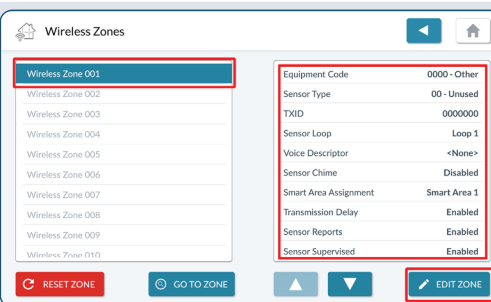 Wireless Zones
Wireless Zone 001
Wireless Zone 002
Wireless Zone 003
Wireless Zone 004
Wireless Zone 005
Wireless Zone 006
Wireless Zone 007
Wireless Zone 008
Wireless Zone 009
Wireless Zone 010
Equipment Code 0000 - Other
Sensor Type 00 - Unused
TXID 0000000
Sensor Loop Loop 1
Voice Descriptor <None>
Sensor Chime Disabled
Smart Area Assignment Smart Area 1
Transmission Delay Enabled
Sensor Reports Enabled
Sensor Supervised Enabled
RESET ZONE
GO TO ZONE
EDIT ZONE